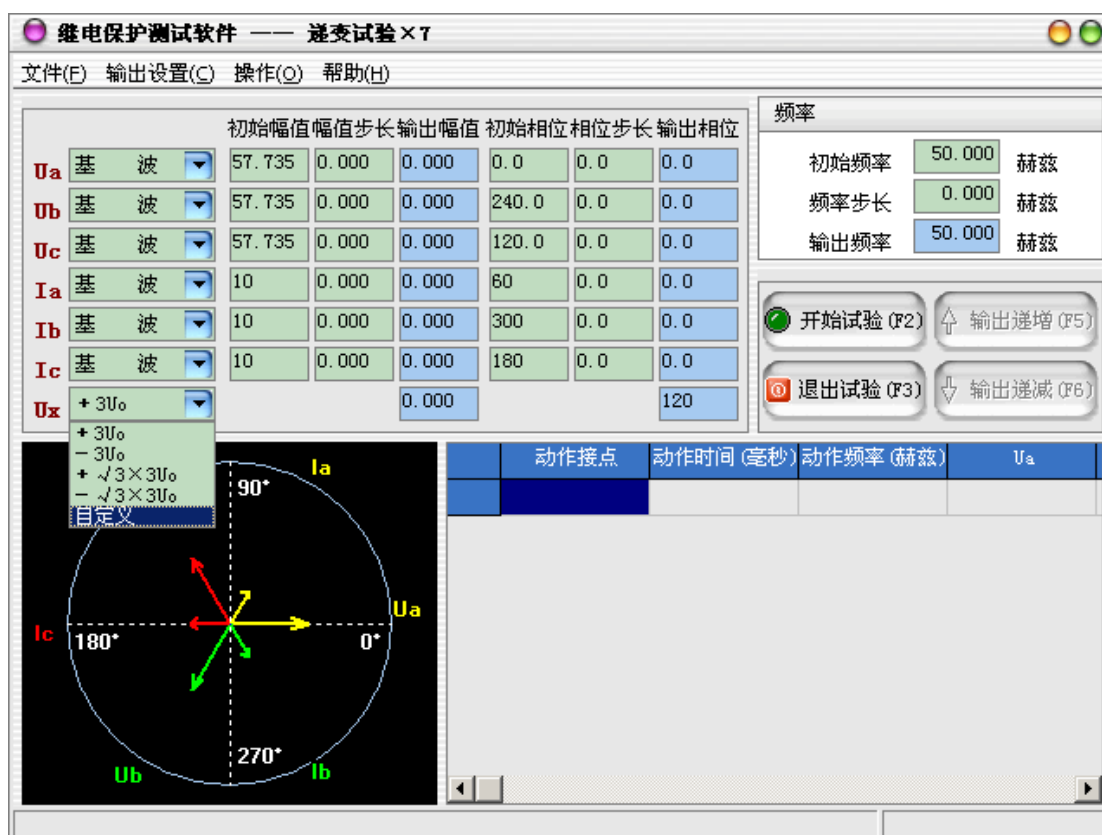 继电保护测试软件 —— 递变试验×7
文件(F) 输出设置(C) 操作(O) 帮助(H)
初始幅值 幅值步长 输出幅值 初始相位 相位步长 输出相位
Ua 基 波 57.735 0.000 0.000 0.0 0.0 0.0
Ub 基 波 57.735 0.000 0.000 240.0 0.0 0.0
Uc 基 波 57.735 0.000 0.000 120.0 0.0 0.0
Ia 基 波 10 0.000 0.000 60 0.0 0.0
Ib 基 波 10 0.000 0.000 300 0.0 0.0
Ic 基 波 10 0.000 0.000 180 0.0 0.0
Ux +3U₀ 0.000 120
+3U₀
-3U₀
+√3×3U₀
-√3×3U₀
自定义
频率
初始频率 50.000 赫兹
频率步长 0.000 赫兹
输出频率 50.000 赫兹
开始试验(F2) 输出递增(F5)
退出试验(F3) 输出递减(F6)
Ia
90°
Ua
Ic 180° 0°
270°
Ub Ib
动作接点 动作时间(毫秒) 动作频率(赫兹) Ua